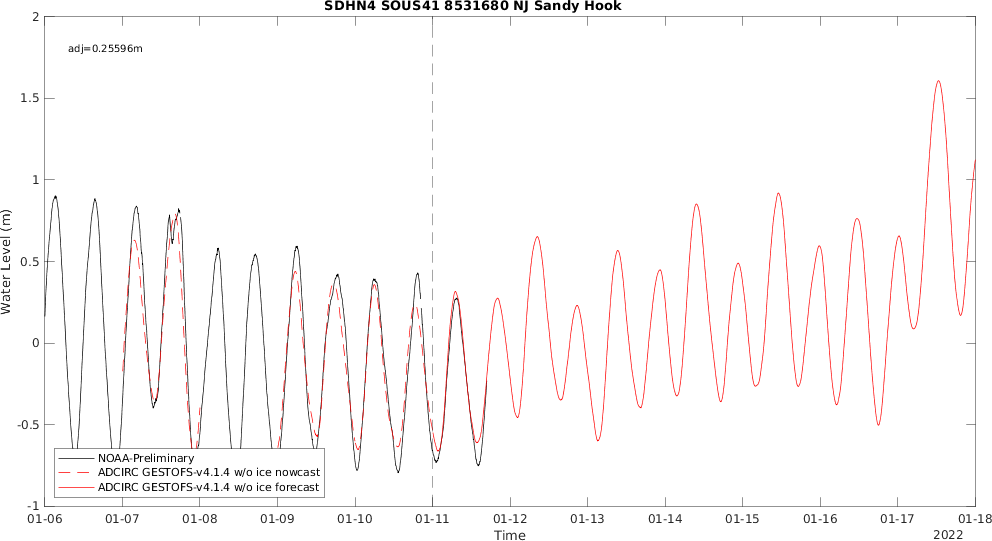 SDHN4 SOUS41 8531680 NJ Sandy Hook
adj=0.25596m
Water Level (m)
2
1.5
1
0.5
0
-0.5
-1
NOAA-Preliminary
ADCIRC GESTOFS-v4.1.4 w/o ice nowcast
ADCIRC GESTOFS-v4.1.4 w/o ice forecast
01-06 01-07 01-08 01-09 01-10 01-11 01-12 01-13 01-14 01-15 01-16 01-17 01-18
Time
2022